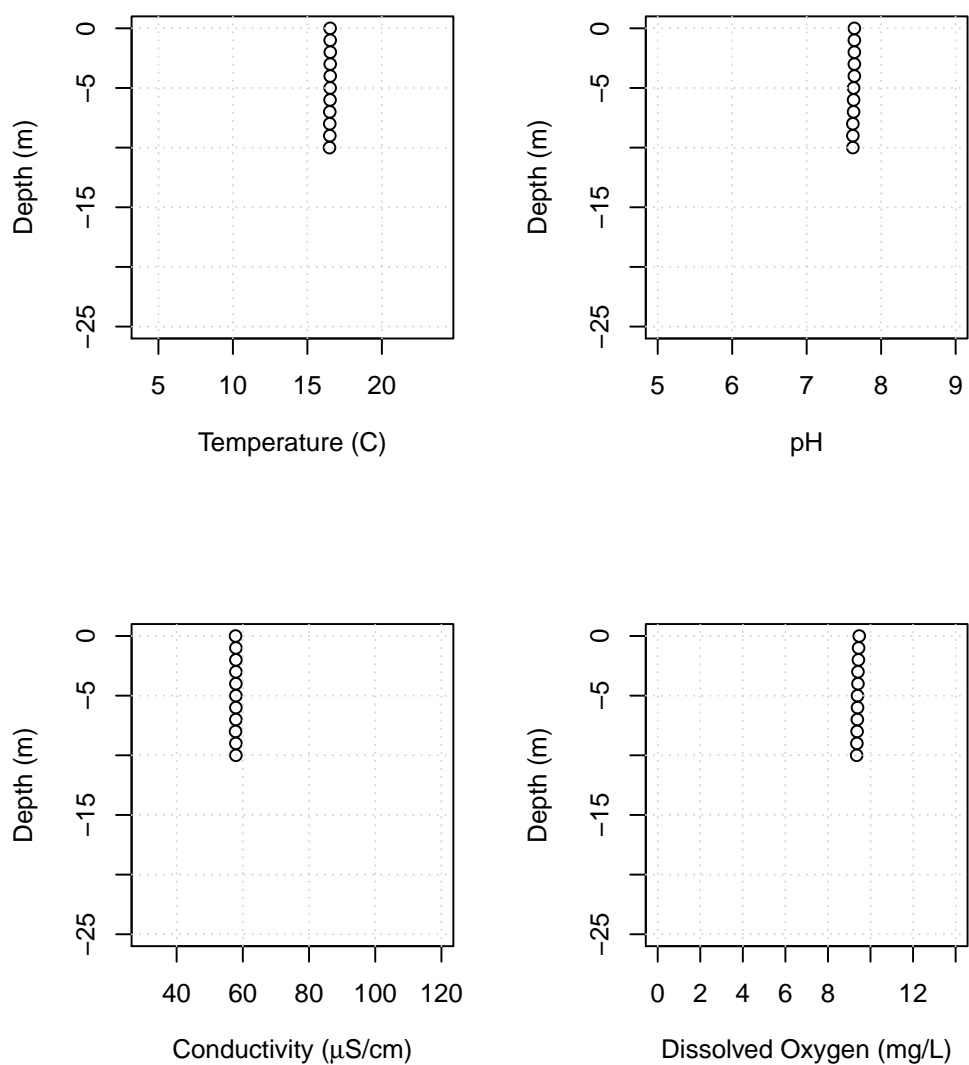 0
−5
−15
−25
Depth (m)
5 10 15 20
Temperature (C)
0
−5
−15
−25
Depth (m)
5 6 7 8 9
pH
0
−5
−15
−25
Depth (m)
40 60 80 100 120
Conductivity (μS/cm)
0
−5
−15
−25
Depth (m)
0 2 4 6 8 12
Dissolved Oxygen (mg/L)